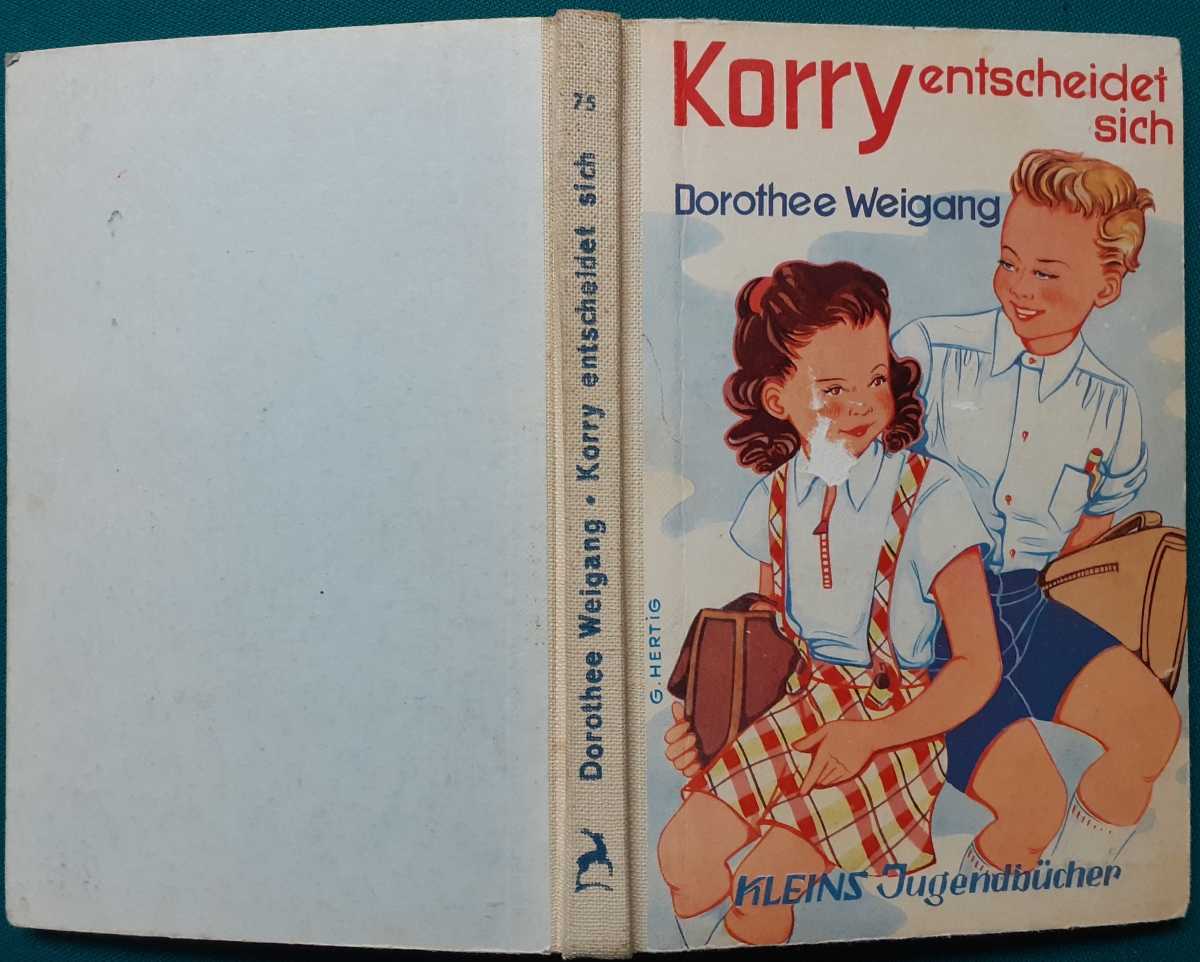 75
Dorothee Weigang • Korry entscheidet sich
Korry entscheidet
sich
Dorothee Weigang
G. HERTIG
KLEINS Jugendbücher